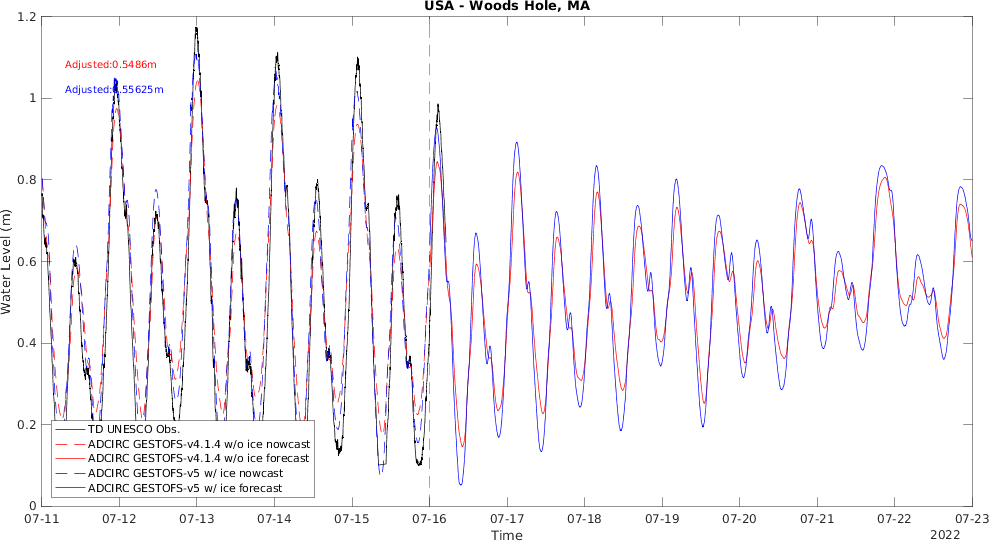 USA - Woods Hole, MA
1.2
1
0.8
0.6
0.4
0.2
0
Water Level (m)
Adjusted:0.5486m
Adjusted:0.55625m
TD UNESCO Obs.
ADCIRC GESTOFS-v4.1.4 w/o ice nowcast
ADCIRC GESTOFS-v4.1.4 w/o ice forecast
ADCIRC GESTOFS-v5 w/ ice nowcast
ADCIRC GESTOFS-v5 w/ ice forecast
07-11 07-12 07-13 07-14 07-15 07-16 07-17 07-18 07-19 07-20 07-21 07-22 07-23
Time
2022